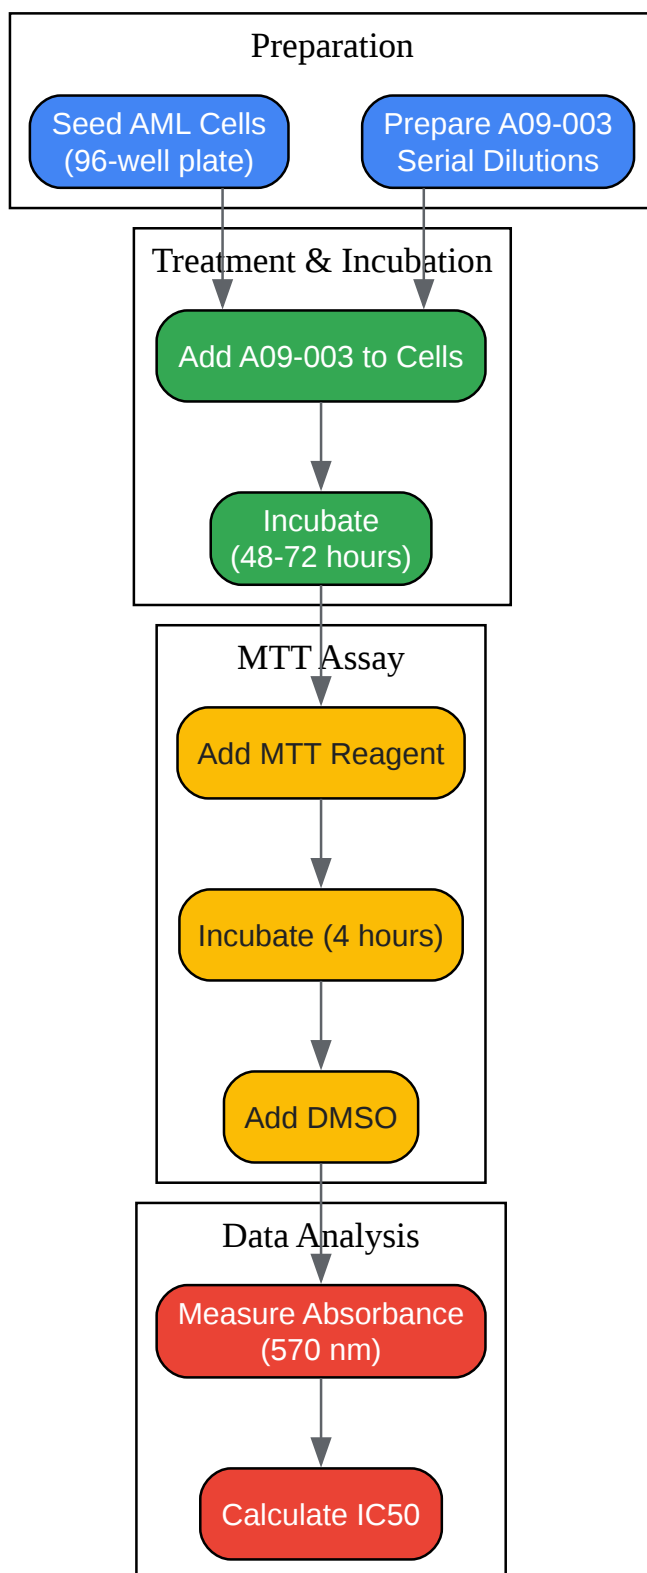 Preparation
Seed AML Cells
(96-well plate)
Prepare A09-003
Serial Dilutions
Treatment & Incubation
Add A09-003 to Cells
Incubate
(48-72 hours)
MTT Assay
Add MTT Reagent
Incubate (4 hours)
Add DMSO
Data Analysis
Measure Absorbance
(570 nm)
Calculate IC50